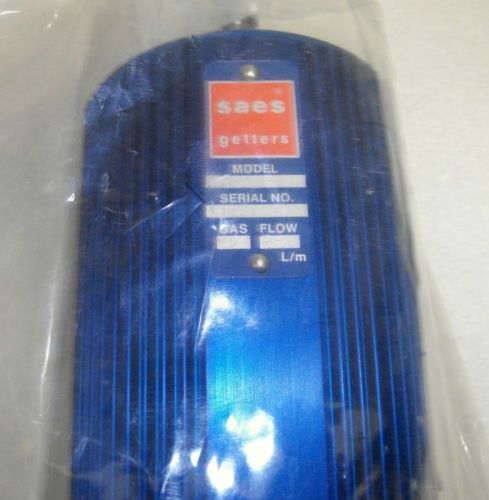 saes®
getters
MODEL
SERIAL NO.
GAS FLOW
L/m